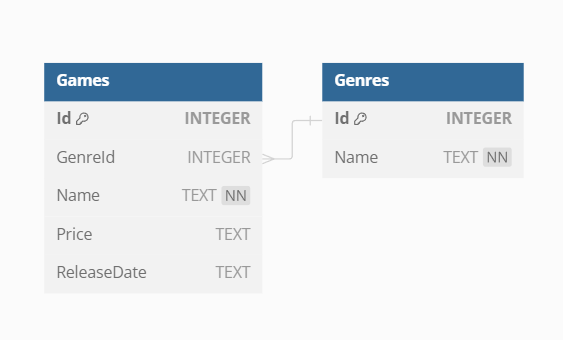 Games
Id INTEGER
GenreId INTEGER
Name TEXT NN
Price TEXT
ReleaseDate TEXT
Genres
Id INTEGER
Name TEXT NN